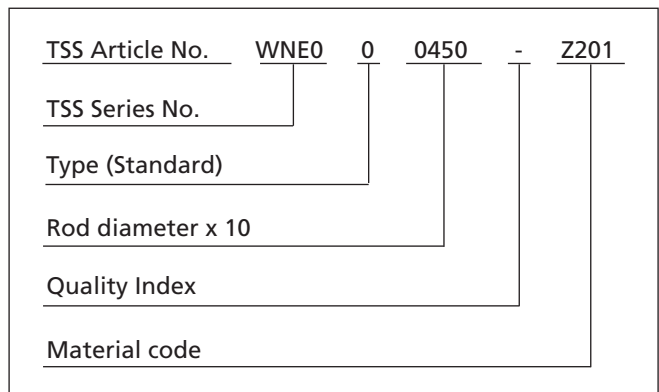 TSS Article No. WNE0 0 0450 - Z201
TSS Series No.
Type (Standard)
Rod diameter x 10
Quality Index
Material code